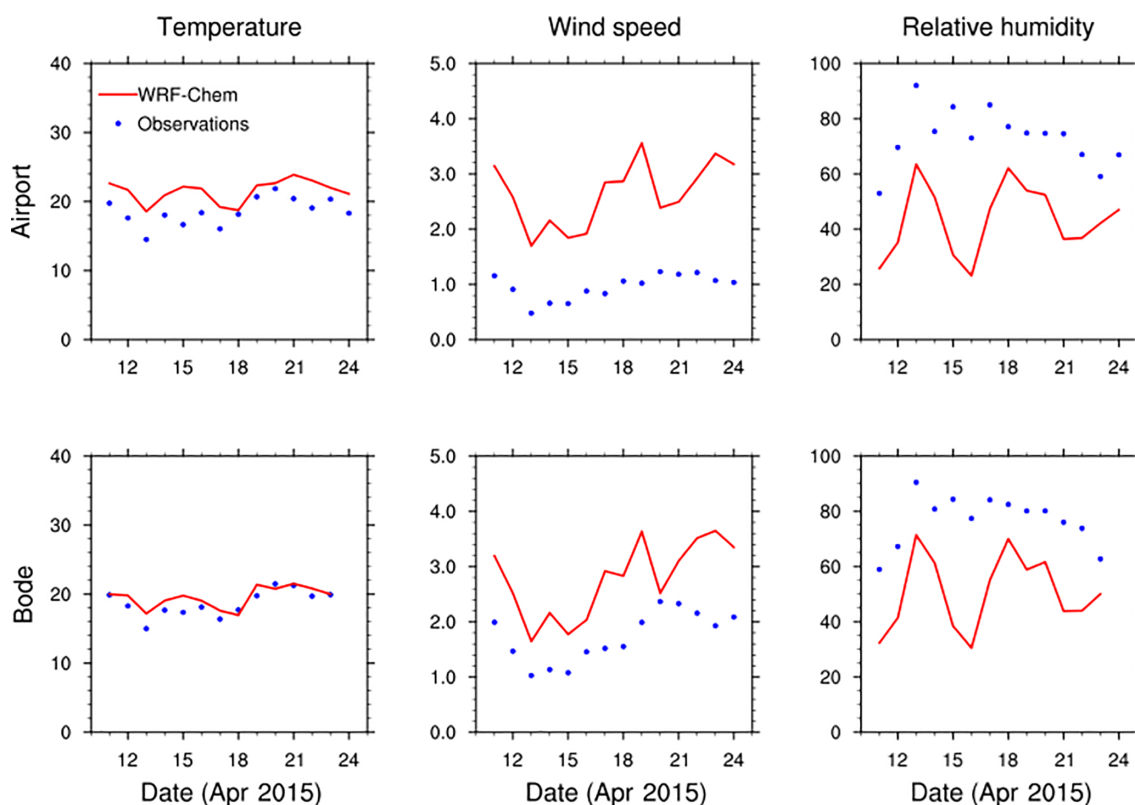 Temperature Wind speed Relative humidity
Airport
40
30
20
10
0
WRF-Chem
Observations
12 15 18 21 24
5.0
4.0
3.0
2.0
1.0
0.0
12 15 18 21 24
100
80
60
40
20
0
12 15 18 21 24
Bode
40
30
20
10
0
12 15 18 21 24
Date (Apr 2015)
5.0
4.0
3.0
2.0
1.0
0.0
12 15 18 21 24
Date (Apr 2015)
100
80
60
40
20
0
12 15 18 21 24
Date (Apr 2015)